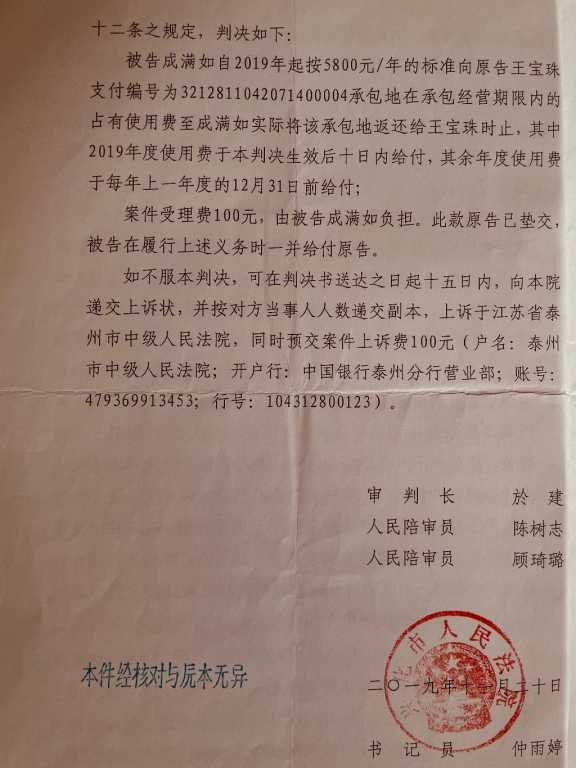 十二条之规定，判决如下：
被告成满如自2019年起按5800元/年的标准向原告王宝珠
支付编号为3212811042071400004承包地在承包经营期限内的
占有使用费至成满如实际将该承包地返还给王宝珠时止，其中
2019年度使用费于本判决生效后十日内给付，其余年度使用费
于每年上一年度的12月31日前给付；
案件受理费100元，由被告成满如负担。此款原告已垫交，
被告在履行上述义务时一并给付原告。
如不服本判决，可在判决书送达之日起十五日内，向本院
递交上诉状，并按对方当事人人数递交副本，上诉于江苏省泰
州市中级人民法院，同时预交案件上诉费100元（户名：泰州
市中级人民法院；开户行：中国银行泰州分行营业部；账号：
479369913453；行号：104312800123）。
审 判 长 於 建
人民陪审员 陈树志
人民陪审员 顾琦璐
市人民法院
本件经核对与原本无异
二〇一九年十 月二十日
书 记 员 仲雨婷